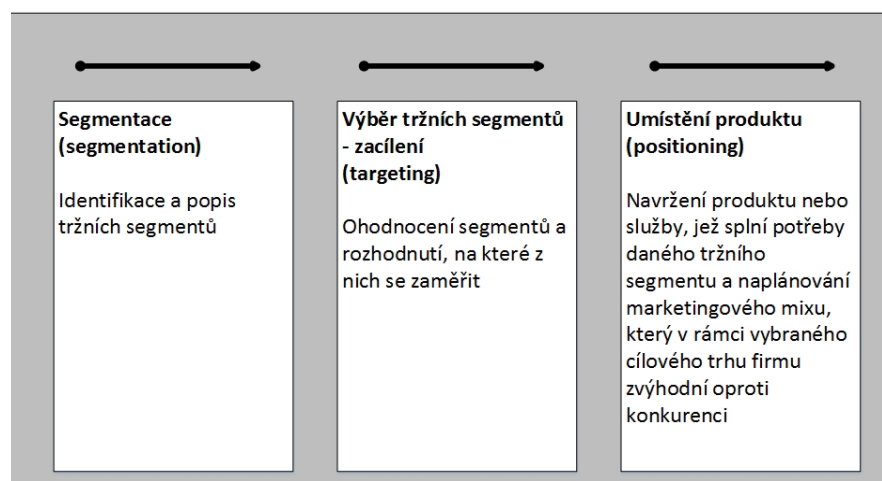 Segmentace
(segmentation)
Identifikace a popis
tržních segmentů
Výběr tržních segmentů
- zacílení
(targeting)
Ohodnocení segmentů a
rozhodnutí, na které z
nich se zaměřit
Umístění produktu
(positioning)
Navržení produktu nebo
služby, jež splní potřeby
daného tržního
segmentu a naplánování
marketingového mixu,
který v rámci vybraného
cílového trhu firmu
zvýhodní oproti
konkurenci